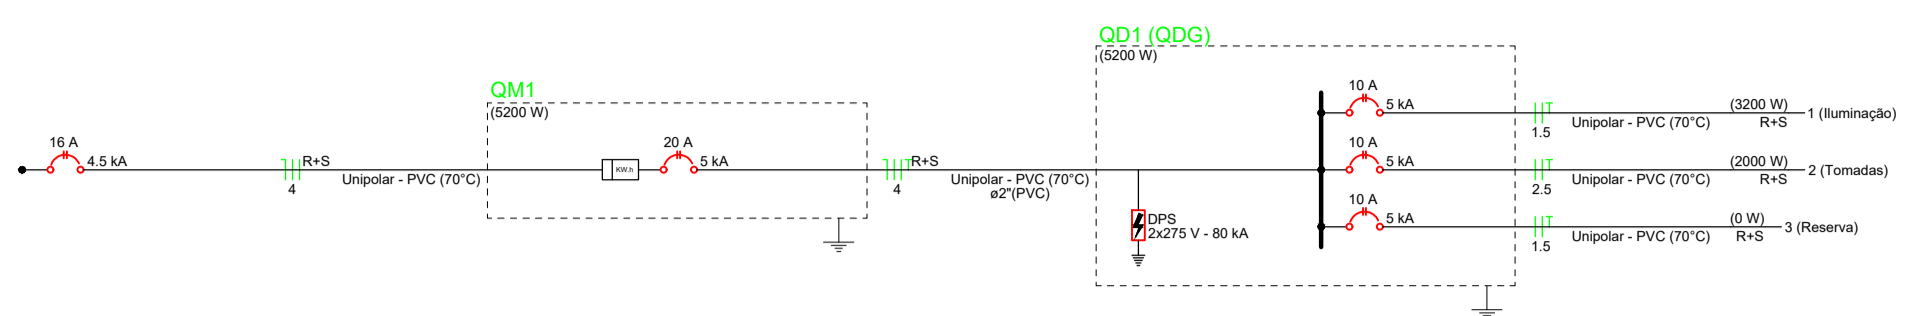 16 A
4.5 kA
R+S
4
Unipolar - PVC (70°C)
QM1
(5200 W)
KW.h
20 A
5 kA
R+S
4
Unipolar - PVC (70°C)
ø2"(PVC)
QD1 (QDG)
(5200 W)
DPS
2x275 V - 80 kA
10 A
5 kA
1.5
Unipolar - PVC (70°C)
(3200 W)
R+S
1 (Iluminação)
10 A
5 kA
2.5
Unipolar - PVC (70°C)
(2000 W)
R+S
2 (Tomadas)
10 A
5 kA
1.5
Unipolar - PVC (70°C)
(0 W)
R+S
3 (Reserva)